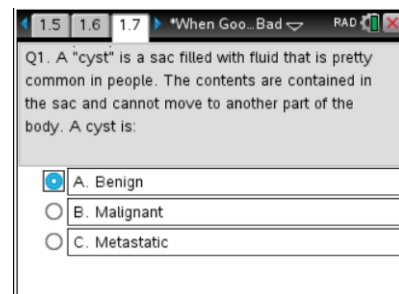 1.5 1.6 1.7 *When Goo…Bad RAD
Q1. A "cyst" is a sac filled with fluid that is pretty
common in people. The contents are contained in
the sac and cannot move to another part of the
body. A cyst is:
A. Benign
B. Malignant
C. Metastatic